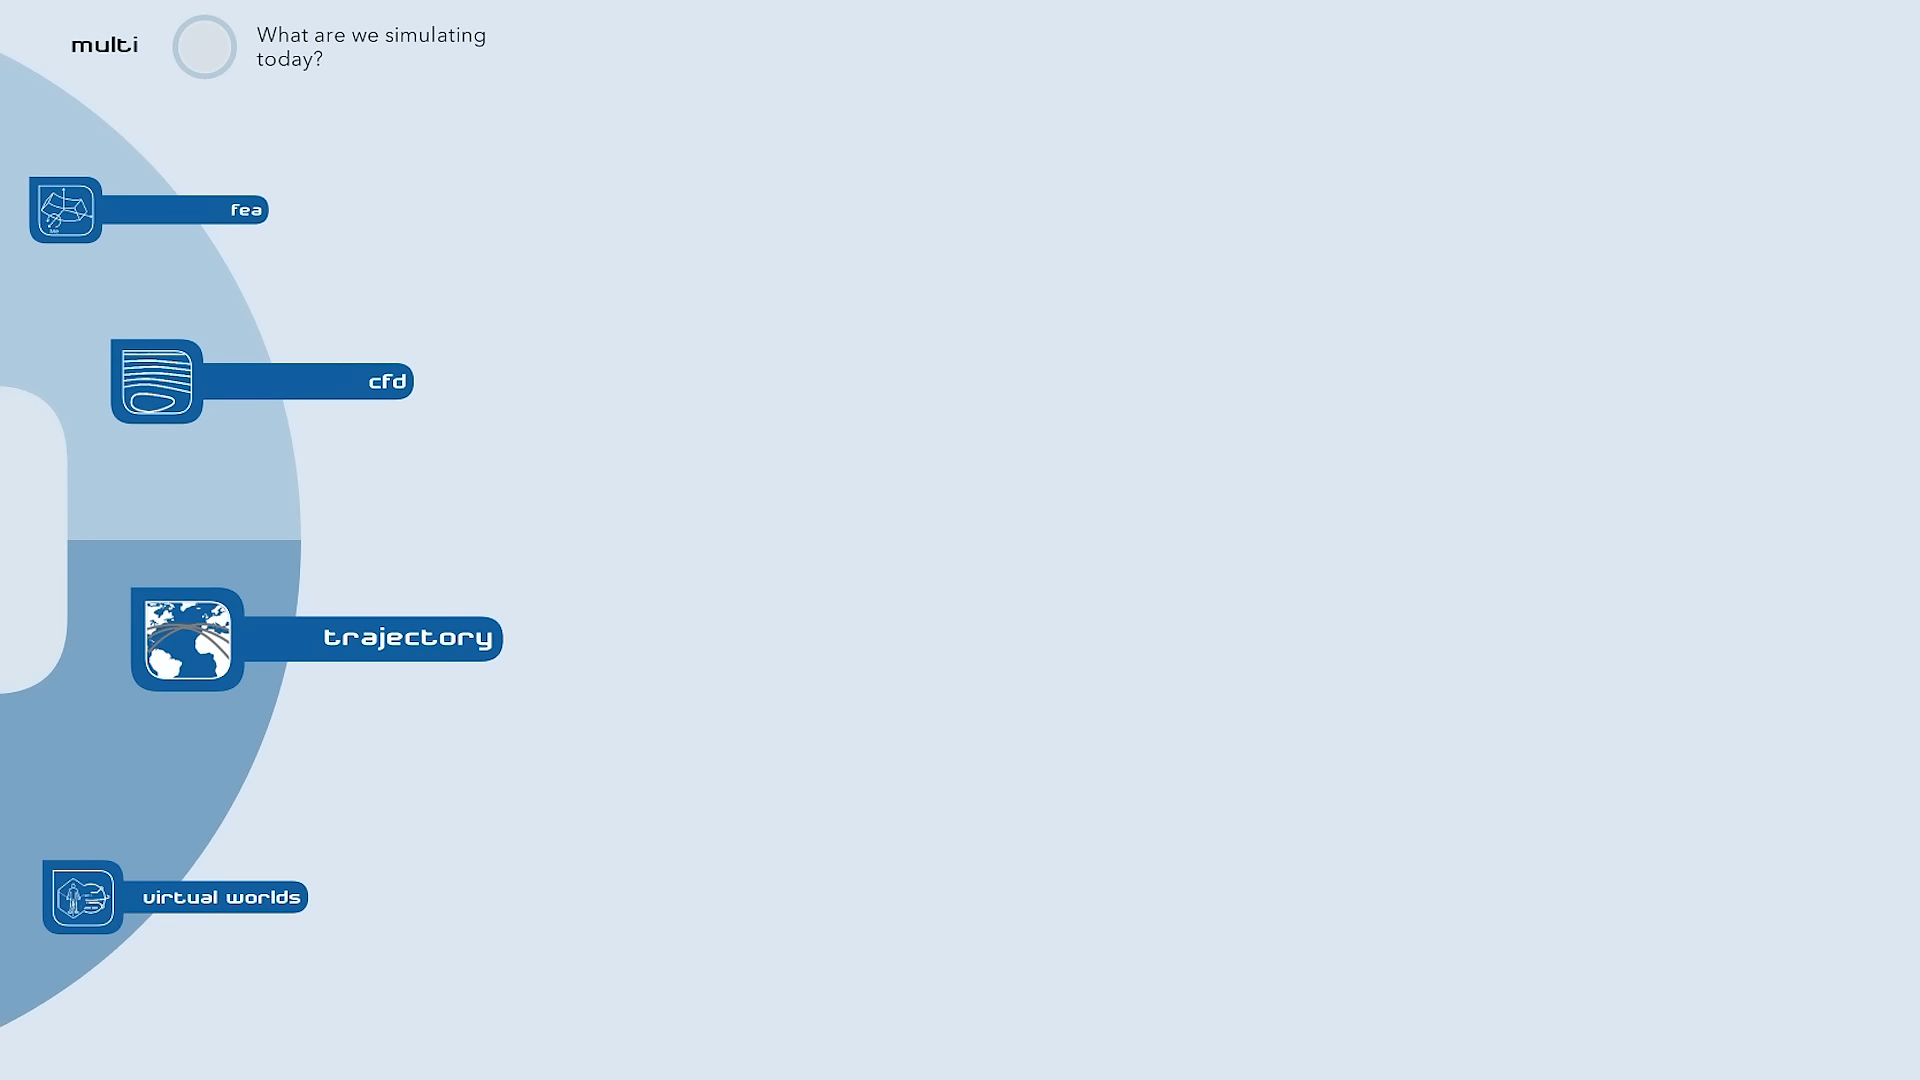 multi
What are we simulating
today?
fea
cfd
trajectory
virtual worlds